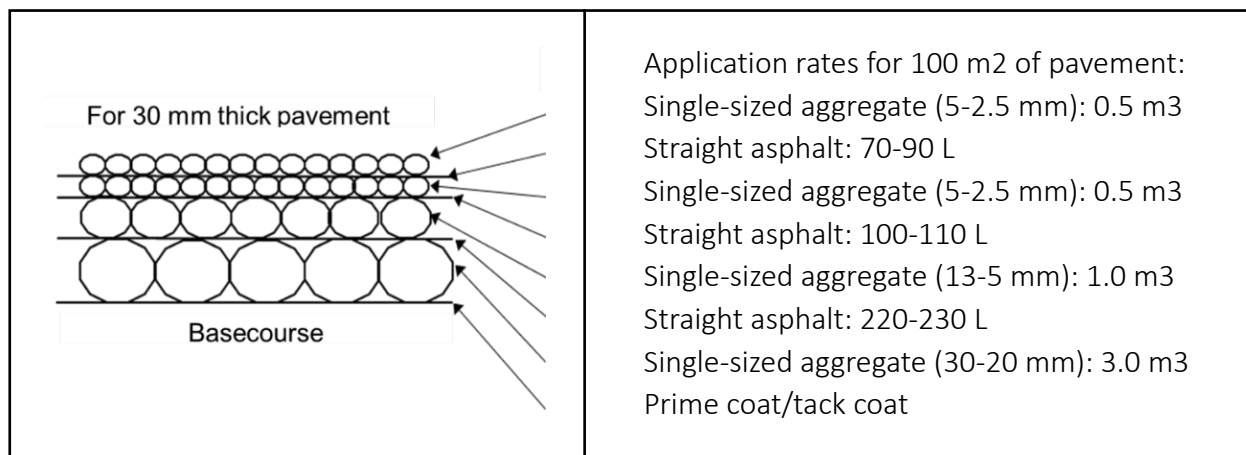 For 30 mm thick pavement
Basecourse
Application rates for 100 m2 of pavement:
Single-sized aggregate (5-2.5 mm): 0.5 m3
Straight asphalt: 70-90 L
Single-sized aggregate (5-2.5 mm): 0.5 m3
Straight asphalt: 100-110 L
Single-sized aggregate (13-5 mm): 1.0 m3
Straight asphalt: 220-230 L
Single-sized aggregate (30-20 mm): 3.0 m3
Prime coat/tack coat